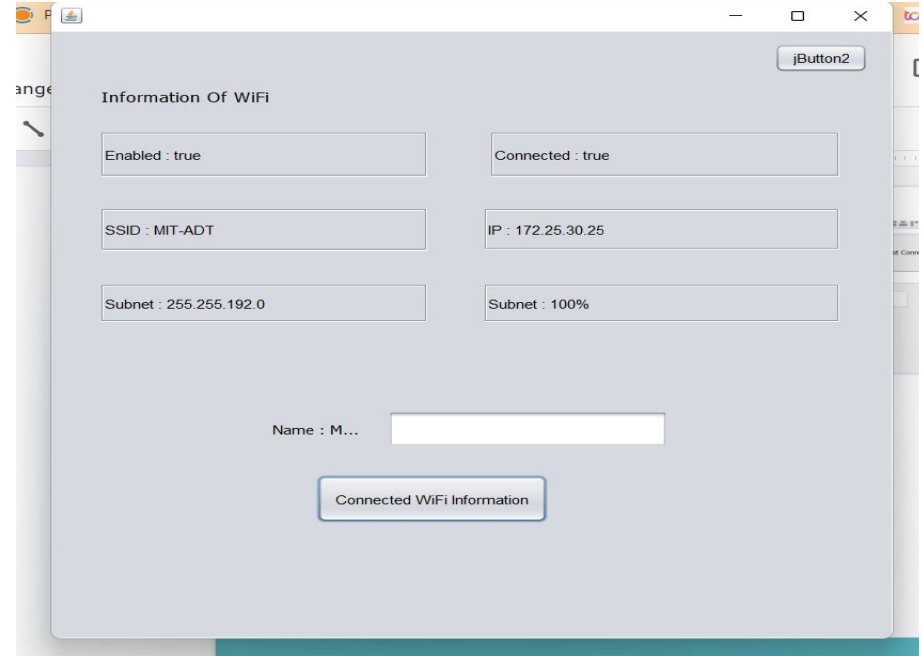 P
jButton2
ange
Information Of WiFi
Enabled : true
Connected : true
SSID : MIT-ADT
IP : 172.25.30.25
Subnet : 255.255.192.0
Subnet : 100%
Name : M...
Connected WiFi Information